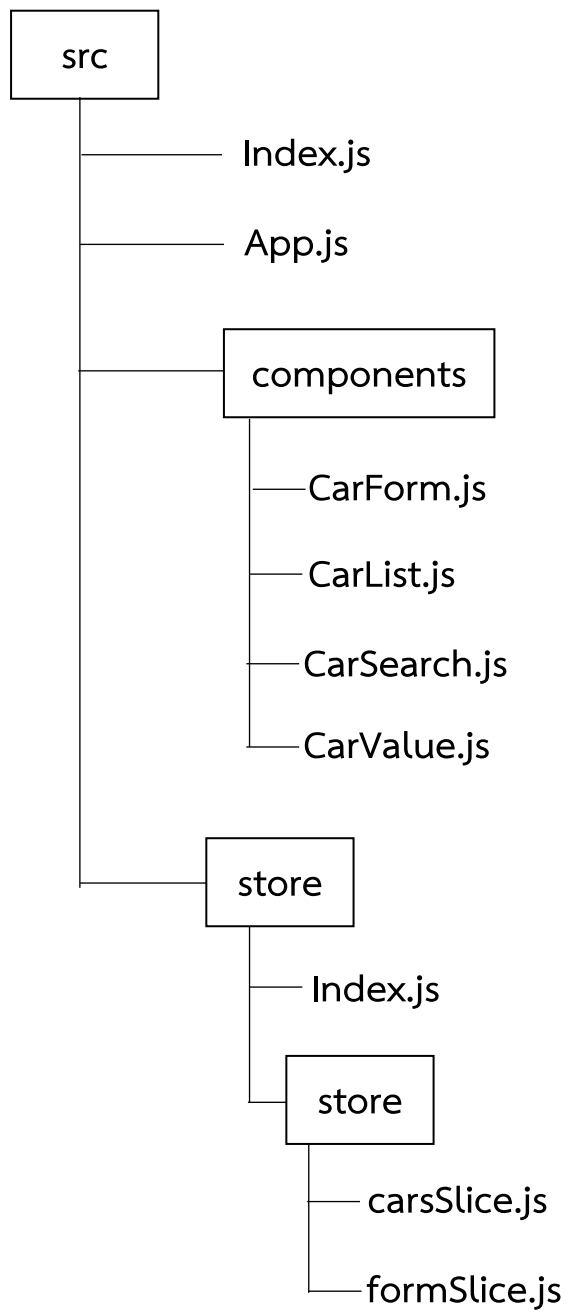 src
Index.js
App.js
components
CarForm.js
CarList.js
CarSearch.js
CarValue.js
store
Index.js
store
carsSlice.js
formSlice.js